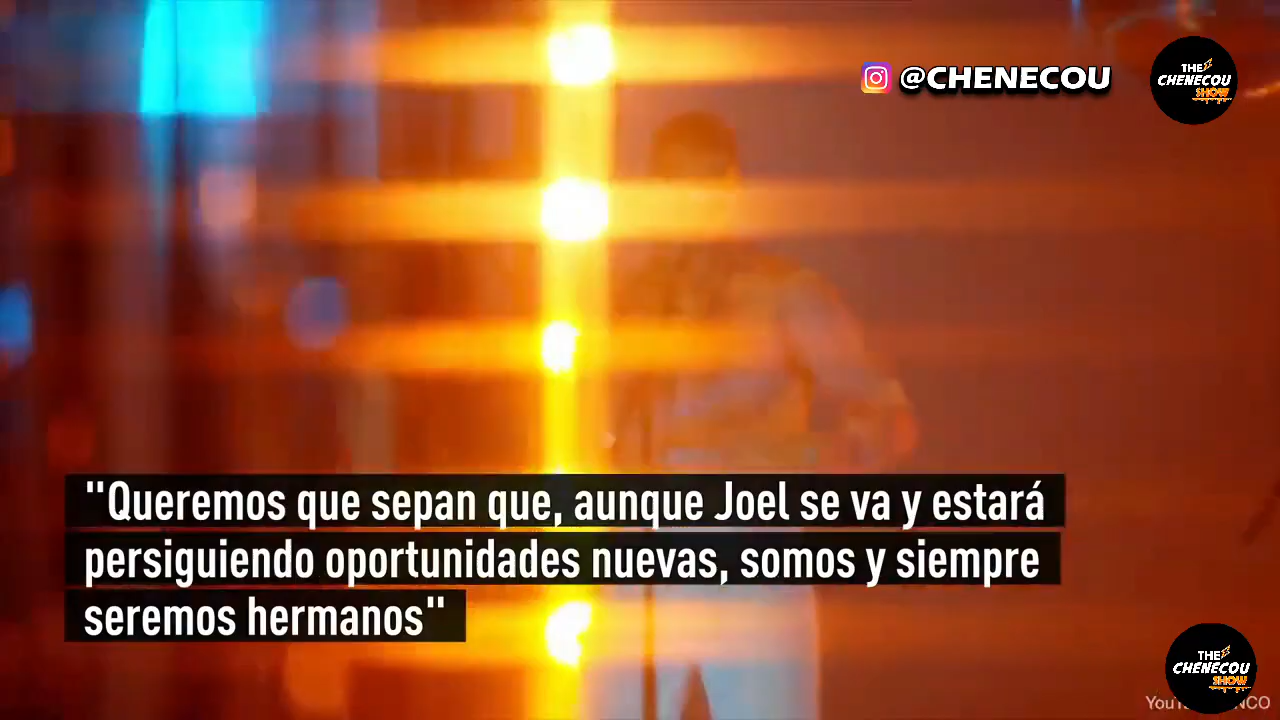 @CHENECOU
THE
CHENECOU
SHOW
"Queremos que sepan que, aunque Joel se va y estará
persiguiendo oportunidades nuevas, somos y siempre
seremos hermanos"
THE
CHENECOU
SHOW